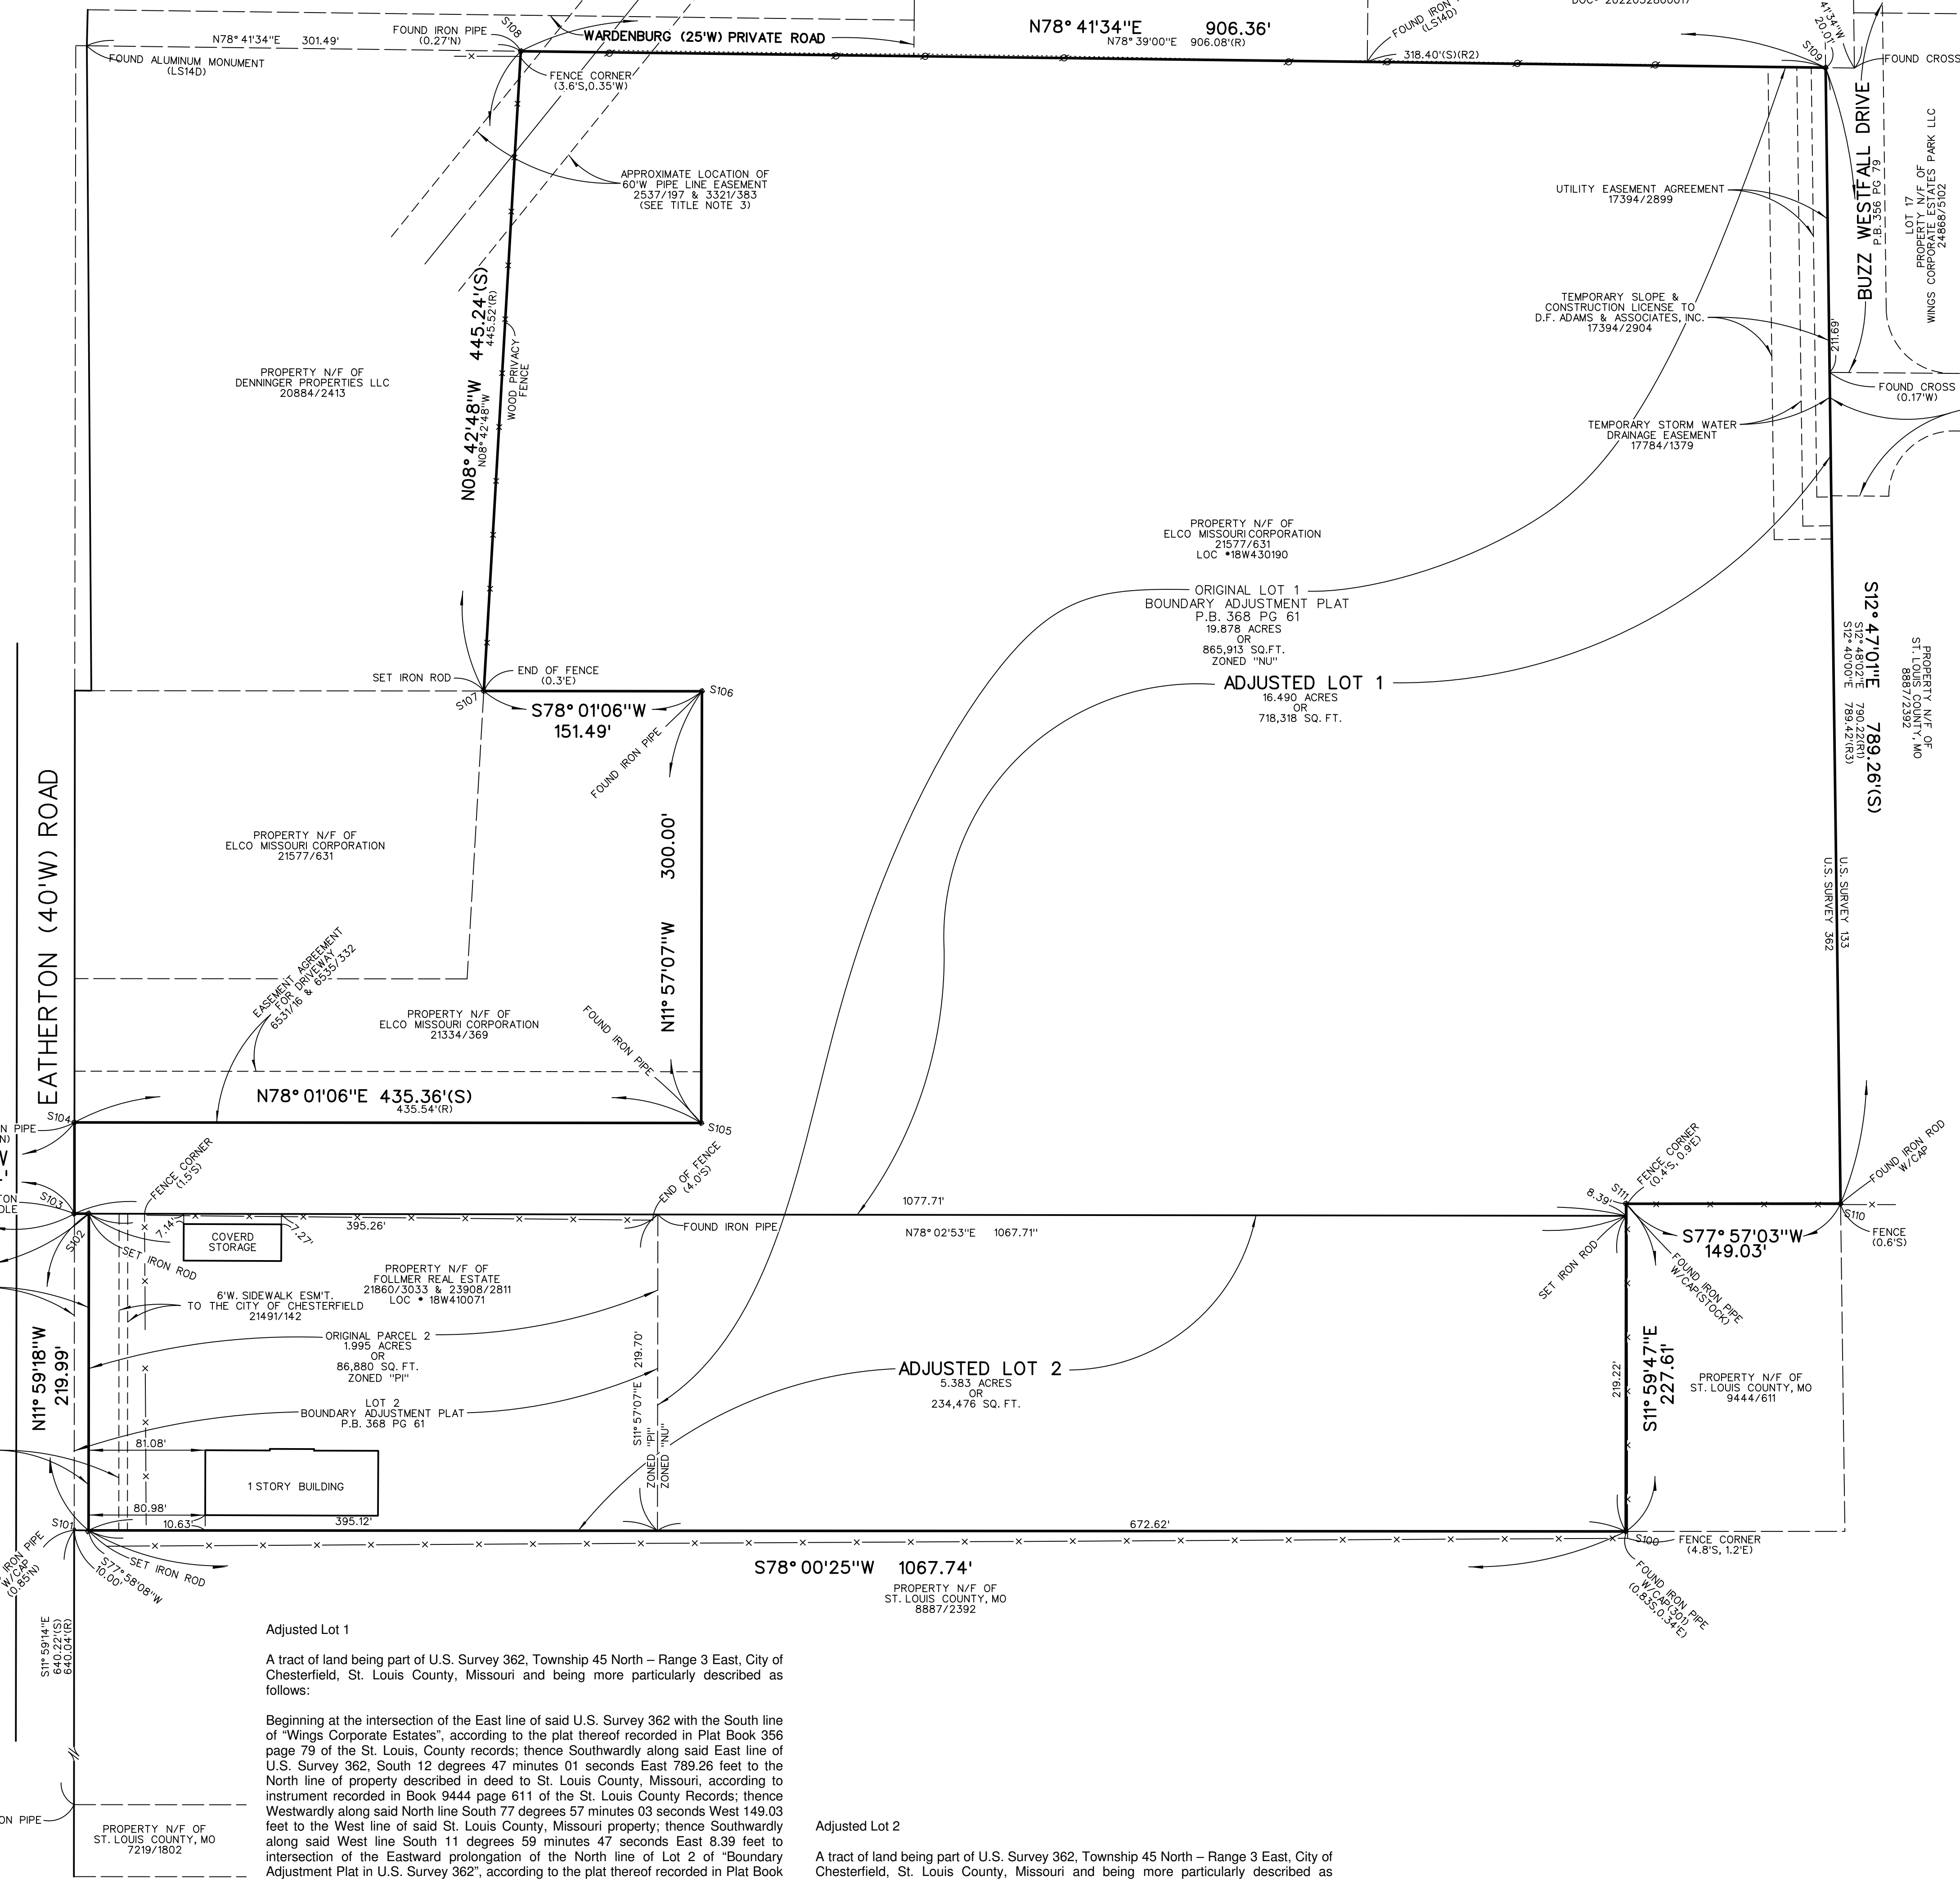 DOC- 2022032800017
FOUND IRON
(LS14D)
N78°41'34"E 906.36'
N78°39'00"E 906.08'(R)
WARDENBURG (25'W) PRIVATE ROAD
S108
FOUND IRON PIPE
(0.27'N)
N78°41'34"E 301.49'
FOUND ALUMINUM MONUMENT
(LS14D)
FENCE CORNER
(3.6'S,0.35'W)
318.40'(S)(R2)
S109
41'34"W
20.01'
FOUND CROSS
BUZZ WESTFALL DRIVE
P.B. 356 PG 79
LOT 17
PROPERTY N/F OF
WINGS CORPORATE ESTATES PARK LLC
24868/5102
APPROXIMATE LOCATION OF
60'W PIPE LINE EASEMENT
2537/197 & 3321/383
(SEE TITLE NOTE 3)
UTILITY EASEMENT AGREEMENT
17394/2899
TEMPORARY SLOPE &
CONSTRUCTION LICENSE TO
D.F. ADAMS & ASSOCIATES, INC.
17394/2904
211.69'
FOUND CROSS
(0.17'W)
TEMPORARY STORM WATER
DRAINAGE EASEMENT
17784/1379
N08°42'48"W 445.24'(S)
N08°42'48"W 445.52'(R)
WOOD PRIVACY
FENCE
PROPERTY N/F OF
DENNINGER PROPERTIES LLC
20884/2413
PROPERTY N/F OF
ELCO MISSOURI CORPORATION
21577/631
LOC *18W430190
ORIGINAL LOT 1
BOUNDARY ADJUSTMENT PLAT
P.B. 368 PG 61
19.878 ACRES
OR
865,913 SQ.FT.
ZONED "NU"
ADJUSTED LOT 1
16.490 ACRES
OR
718,318 SQ. FT.
S12°47'01"E 789.26'(S)
S12°48'02"E 790.22'(R1)
S12°40'00"E 789.42'(R3)
PROPERTY N/F OF
ST. LOUIS COUNTY, MO
8887/2392
U.S. SURVEY 133
U.S. SURVEY 362
SET IRON ROD
END OF FENCE
(0.3'E)
S107
S106
S78°01'06"W
151.49'
FOUND IRON PIPE
N11°57'07"W 300.00'
EATHERTON (40'W) ROAD
PROPERTY N/F OF
ELCO MISSOURI CORPORATION
21577/631
EASEMENT AGREEMENT
FOR DRIVEWAY
6531/16 & 6535/332
PROPERTY N/F OF
ELCO MISSOURI CORPORATION
21334/369
FOUND IRON PIPE
N78°01'06"E 435.36'(S)
435.54'(R)
S104
S105
N PIPE
N)
W
'
TON
OLE
S103
S102
FENCE CORNER
(1.5'S)
END OF FENCE
(4.0'S)
1077.71'
N78°02'53"E 1067.71'
395.26'
FOUND IRON PIPE
7.14'
7.27'
COVERD
STORAGE
SET IRON ROD
8.39'
S111
FENCE CORNER
(0.4'S, 0.9'E)
FOUND IRON ROD
W/CAP
S110
S77°57'03"W
149.03'
FENCE
(0.6'S)
SET IRON ROD
FOUND IRON PIPE
W/CAP(STOCK)
PROPERTY N/F OF
FOLLMER REAL ESTATE
21860/3033 & 23908/2811
LOC * 18W410071
6'W. SIDEWALK ESM'T.
TO THE CITY OF CHESTERFIELD
21491/142
ORIGINAL PARCEL 2
1.995 ACRES
OR
86,880 SQ. FT.
ZONED "PI"
LOT 2
BOUNDARY ADJUSTMENT PLAT
P.B. 368 PG 61
N11°59'18"W
219.99'
S11°57'07"E 219.70'
ZONED "PI"
ZONED "NU"
ADJUSTED LOT 2
5.383 ACRES
OR
234,476 SQ. FT.
219.22'
S11°59'47"E
227.61'
PROPERTY N/F OF
ST. LOUIS COUNTY, MO
9444/611
81.08'
80.98'
10.63'
1 STORY BUILDING
395.12'
672.62'
S101
IRON PIPE
W/CAP
(0.85'N)
S77°58'08"W
10.00'
SET IRON ROD
S78°00'25"W 1067.74'
PROPERTY N/F OF
ST. LOUIS COUNTY, MO
8887/2392
S100
FENCE CORNER
(4.8'S, 1.2'E)
FOUND IRON PIPE
W/CAP(301)
(0.83'S,0.34'E)
S11°59'14"E
640.22'(S)
640.04'(R)
ON PIPE
PROPERTY N/F OF
ST. LOUIS COUNTY, MO
7219/1802
Adjusted Lot 1
A tract of land being part of U.S. Survey 362, Township 45 North – Range 3 East, City of
Chesterfield, St. Louis County, Missouri and being more particularly described as
follows:
Beginning at the intersection of the East line of said U.S. Survey 362 with the South line
of “Wings Corporate Estates”, according to the plat thereof recorded in Plat Book 356
page 79 of the St. Louis, County records; thence Southwardly along said East line of
U.S. Survey 362, South 12 degrees 47 minutes 01 seconds East 789.26 feet to the
North line of property described in deed to St. Louis County, Missouri, according to
instrument recorded in Book 9444 page 611 of the St. Louis County Records; thence
Westwardly along said North line South 77 degrees 57 minutes 03 seconds West 149.03
feet to the West line of said St. Louis County, Missouri property; thence Southwardly
along said West line South 11 degrees 59 minutes 47 seconds East 8.39 feet to
intersection of the Eastward prolongation of the North line of Lot 2 of “Boundary
Adjustment Plat in U.S. Survey 362”, according to the plat thereof recorded in Plat Book
Adjusted Lot 2
A tract of land being part of U.S. Survey 362, Township 45 North – Range 3 East, City of
Chesterfield, St. Louis County, Missouri and being more particularly described as